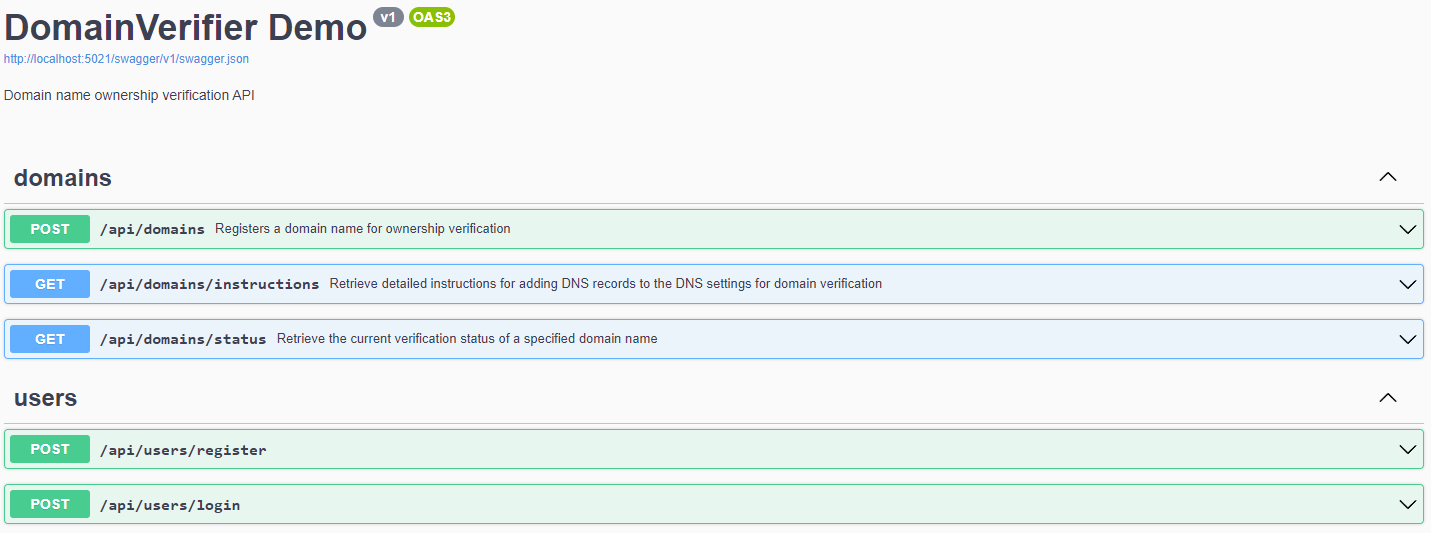 DomainVerifier Demo v1 OAS3
http://localhost:5021/swagger/v1/swagger.json
Domain name ownership verification API
domains
POST /api/domains Registers a domain name for ownership verification
GET /api/domains/instructions Retrieve detailed instructions for adding DNS records to the DNS settings for domain verification
GET /api/domains/status Retrieve the current verification status of a specified domain name
users
POST /api/users/register
POST /api/users/login